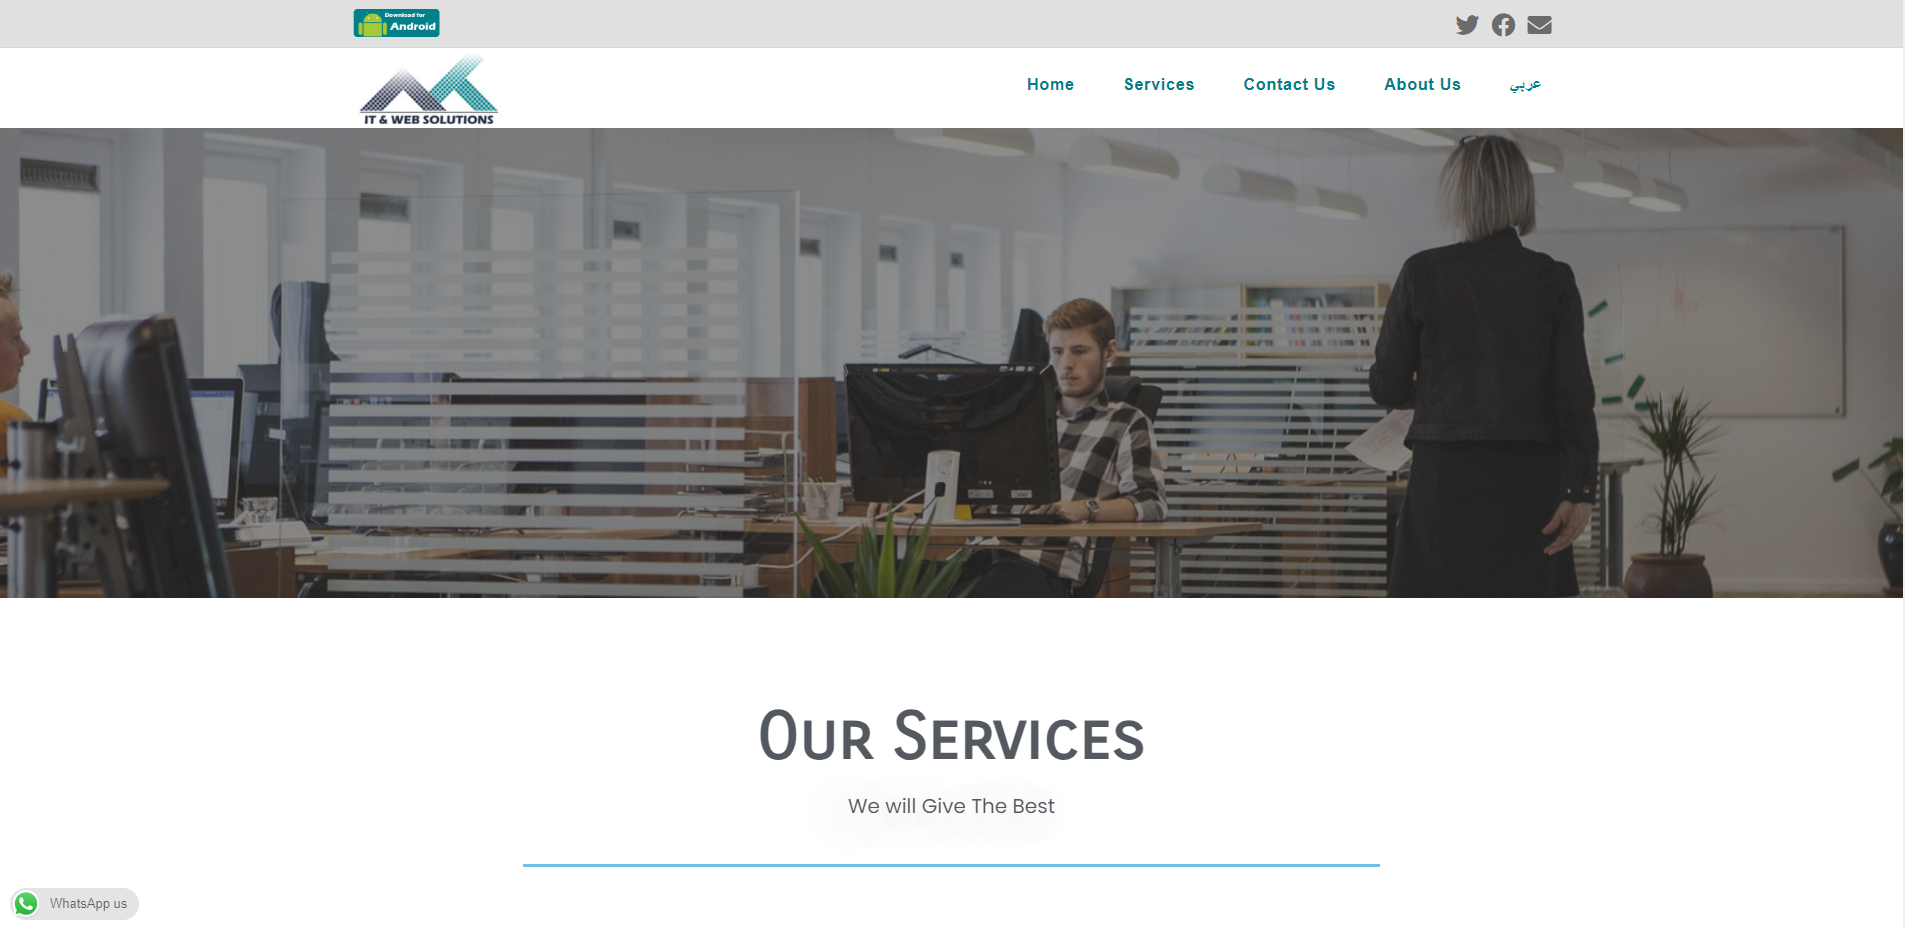 Download for
Android
IT & WEB SOLUTIONS
Home
Services
Contact Us
About Us
عربي
Our Services
We will Give The Best
WhatsApp us